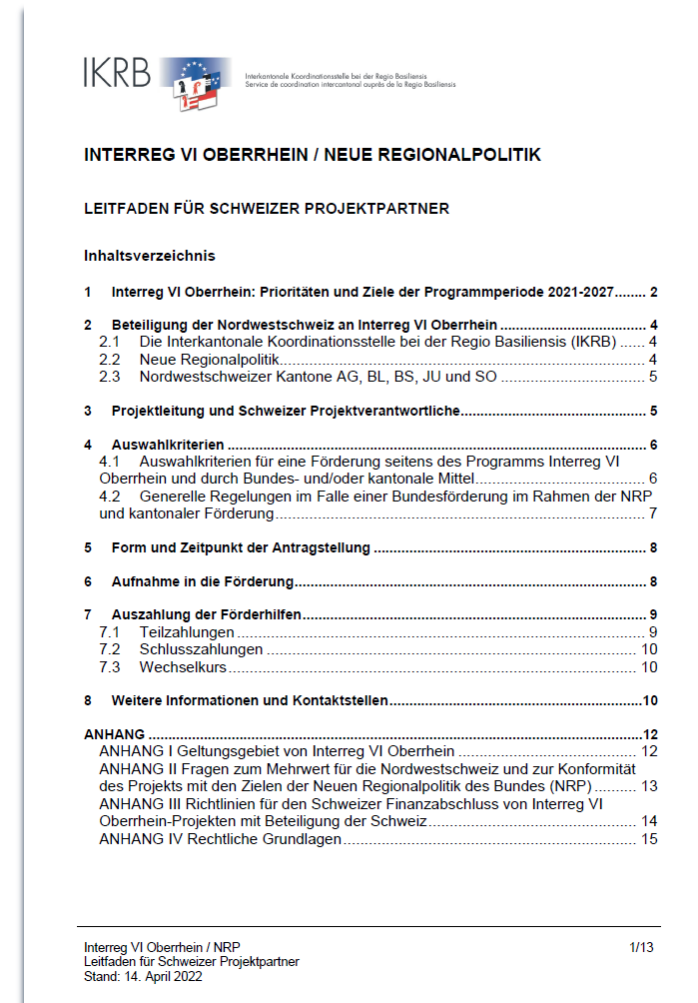 IKRB
Interkantonale Koordinationsstelle bei der Regio Basiliensis
Service de coordination intercantonal auprès de la Regio Basiliensis
INTERREG VI OBERRHEIN / NEUE REGIONALPOLITIK
LEITFADEN FÜR SCHWEIZER PROJEKTPARTNER
Inhaltsverzeichnis
1 Interreg VI Oberrhein: Prioritäten und Ziele der Programmperiode 2021-2027........ 2
2 Beteiligung der Nordwestschweiz an Interreg VI Oberrhein .................................... 4
2.1 Die Interkantonale Koordinationsstelle bei der Regio Basiliensis (IKRB) ...... 4
2.2 Neue Regionalpolitik.................................................................................... 4
2.3 Nordwestschweizer Kantone AG, BL, BS, JU und SO ................................. 5
3 Projektleitung und Schweizer Projektverantwortliche.............................................. 5
4 Auswahlkriterien ....................................................................................................... 6
4.1 Auswahlkriterien für eine Förderung seitens des Programms Interreg VI
Oberrhein und durch Bundes- und/oder kantonale Mittel....................................... 6
4.2 Generelle Regelungen im Falle einer Bundesförderung im Rahmen der NRP
und kantonaler Förderung..................................................................................... 7
5 Form und Zeitpunkt der Antragstellung ................................................................... 8
6 Aufnahme in die Förderung...................................................................................... 8
7 Auszahlung der Förderhilfen.................................................................................... 9
7.1 Teilzahlungen ............................................................................................. 9
7.2 Schlusszahlungen ..................................................................................... 10
7.3 Wechselkurs.............................................................................................. 10
8 Weitere Informationen und Kontaktstellen..............................................................10
ANHANG ........................................................................................................................12
ANHANG I Geltungsgebiet von Interreg VI Oberrhein ......................................... 12
ANHANG II Fragen zum Mehrwert für die Nordwestschweiz und zur Konformität
des Projekts mit den Zielen der Neuen Regionalpolitik des Bundes (NRP) .......... 13
ANHANG III Richtlinien für den Schweizer Finanzabschluss von Interreg VI
Oberrhein-Projekten mit Beteiligung der Schweiz................................................ 14
ANHANG IV Rechtliche Grundlagen.................................................................... 15
Interreg VI Oberrhein / NRP 1/13
Leitfaden für Schweizer Projektpartner
Stand: 14. April 2022